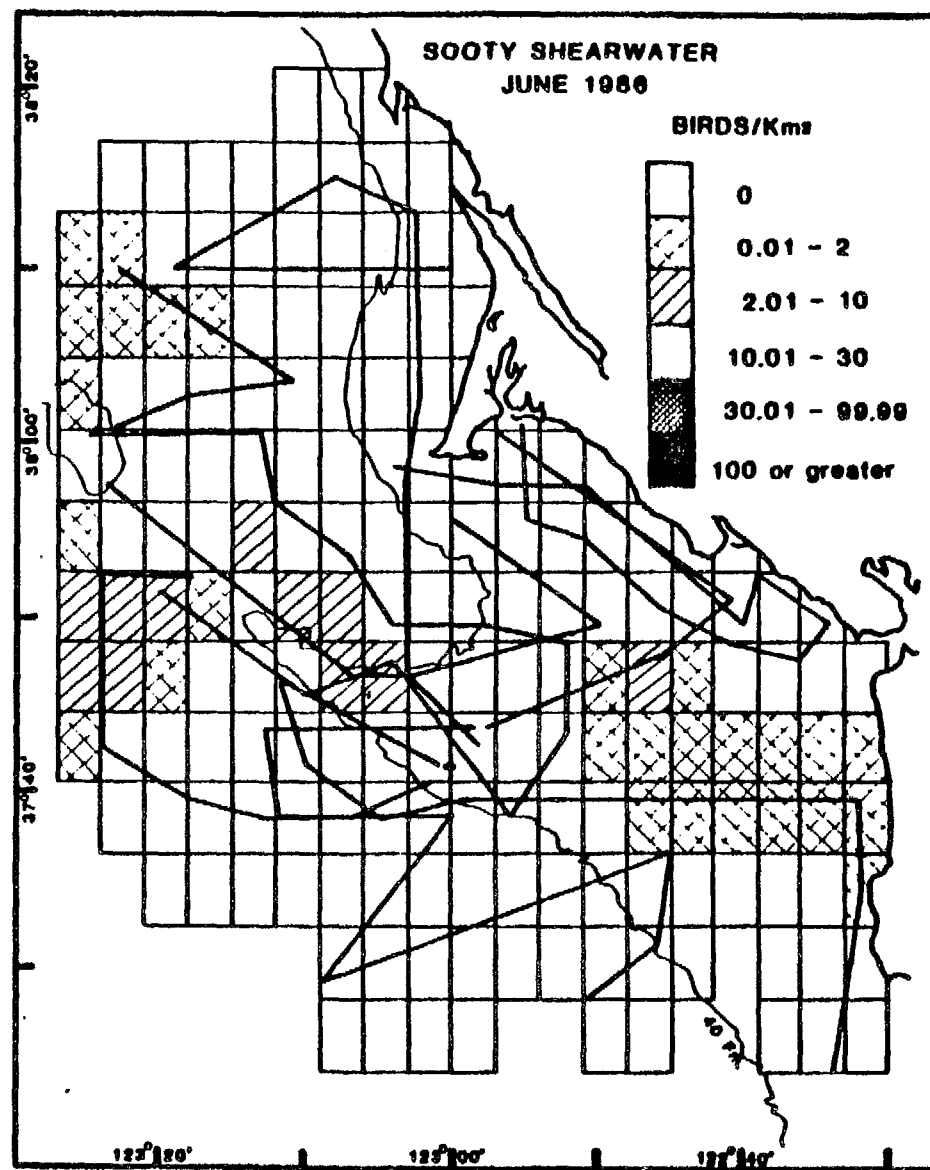 SOOTY SHEARWATER
JUNE 1986
BIRDS/Km2
0
0.01 - 2
2.01 - 10
10.01 - 30
30.01 - 99.99
100 or greater
38° 20'
38° 00'
37° 40'
40 Fm
123° 20'
123° 00'
122° 40'